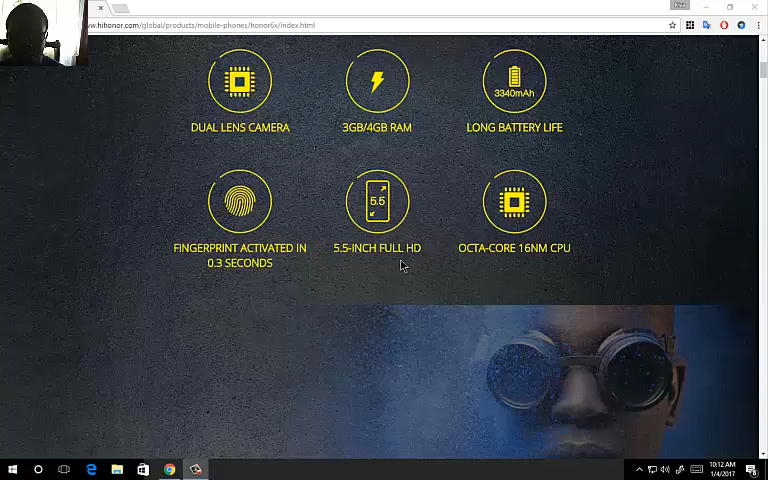 w.hihonor.com/global/products/mobile-phones/honor6x/index.html
3340mAh
DUAL LENS CAMERA
3GB/4GB RAM
LONG BATTERY LIFE
5.5
FINGERPRINT ACTIVATED IN
0.3 SECONDS
5.5-INCH FULL HD
OCTA-CORE 16NM CPU
10:12 AM
1/4/2017